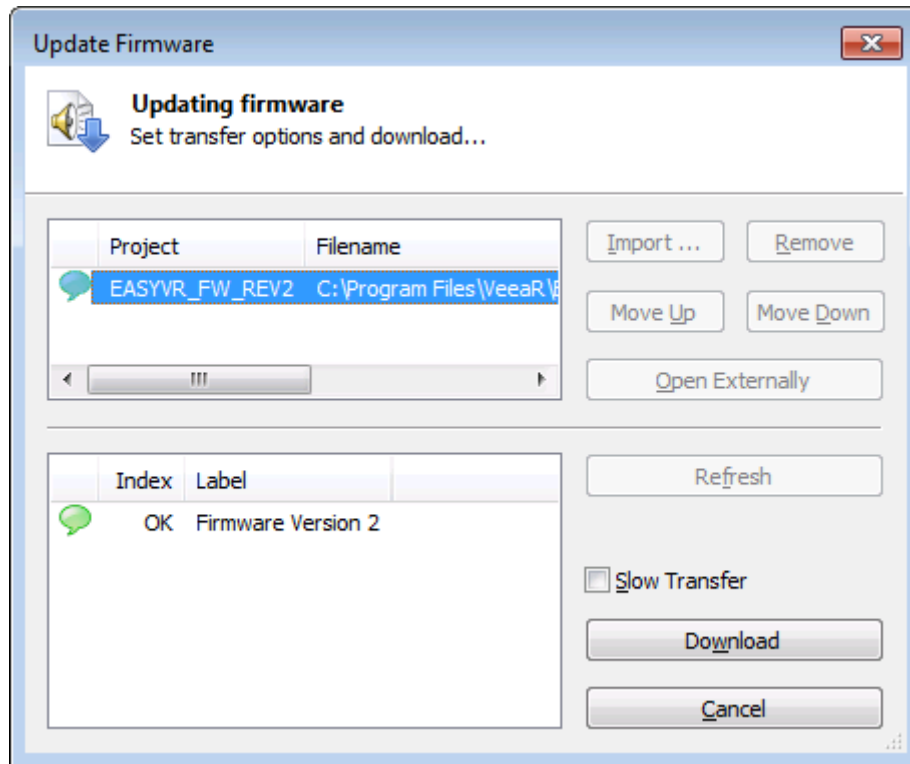 Update Firmware
Updating firmware
Set transfer options and download...
Project Filename
EASYVR_FW_REV2 C:\Program Files\VeeaR\E
Import ... Remove
Move Up Move Down
Open Externally
Index Label
OK Firmware Version 2
Refresh
Slow Transfer
Download
Cancel